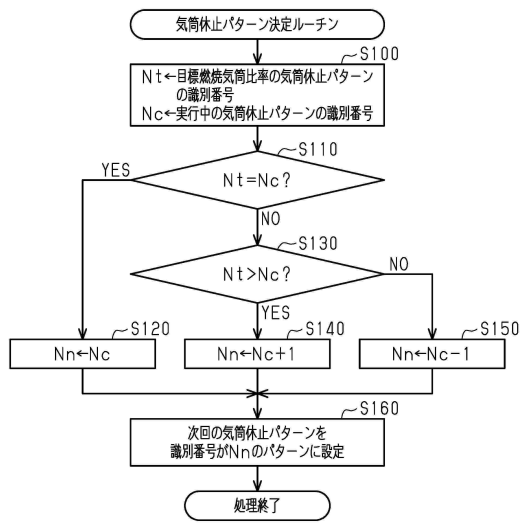 気筒休止パターン決定ルーチン
S100
Nt←目標燃焼気筒比率の気筒休止パターン
の識別番号
Nc←実行中の気筒休止パターンの識別番号
S110
YES
Nt=Nc?
NO
S130
Nt>Nc?
NO
YES
S120
S140
S150
Nn←Nc
Nn←Nc+1
Nn←Nc-1
S160
次回の気筒休止パターンを
識別番号がNnのパターンに設定
処理終了